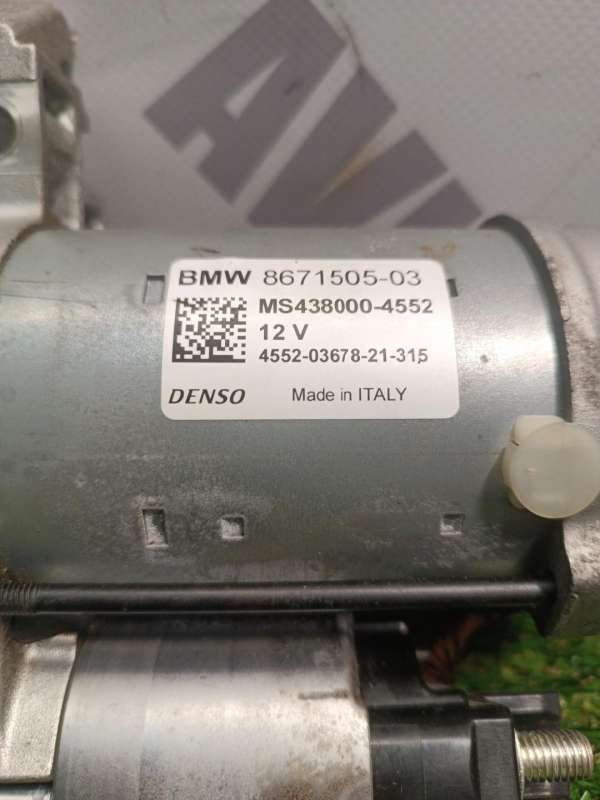 BMW 8671505-03
MS438000-4552
12 V
4552-03678-21-315
DENSO Made in ITALY